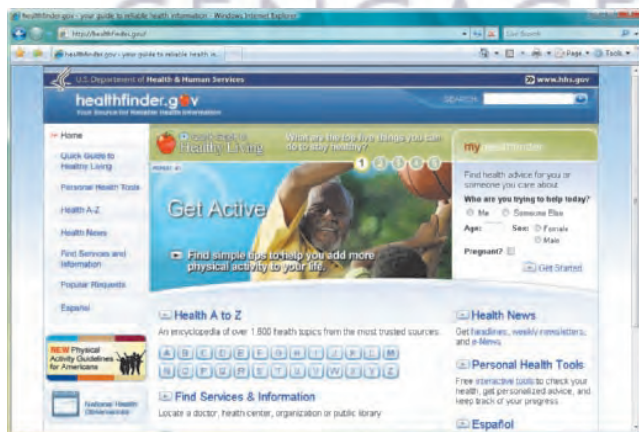 healthfinder.gov - your guide to reliable health information - Windows Internet Explorer
http://healthfinder.gov/
Live Search
healthfinder.gov - your guide to reliable health in...
Page
Tools
U.S. Department of Health & Human Services
www.hhs.gov
healthfinder.gov
Your Source for Reliable Health Information
SEARCH
Home
Quick Guide to
Healthy Living
Personal Health Tools
Health A-Z
Health News
Find Services and
Information
Popular Requests
Español
NEW Physical
Activity Guidelines
for Americans
National Health
Observances
Healthy Living
What are the top five things you can
do to stay healthy?
1 2 3 4 5
Get Active
Find simple tips to help you add more
physical activity to your life.
myhealthfinder
Find health advice for you or
someone you care about
Who are you trying to help today?
Me Someone Else
Age: Sex: Female
Male
Pregnant?
Get Started
Health A to Z
An encyclopedia of over 1,600 health topics from the most trusted sources.
A B C D E F G H I J K L M
N O P Q R S T U V W X Y Z
Find Services & Information
Locate a doctor, health center, organization or public library
Health News
Get headlines, weekly newsletters,
and e-News
Personal Health Tools
Free interactive tools to check your
health, get personalized advice, and
keep track of your progress
Español